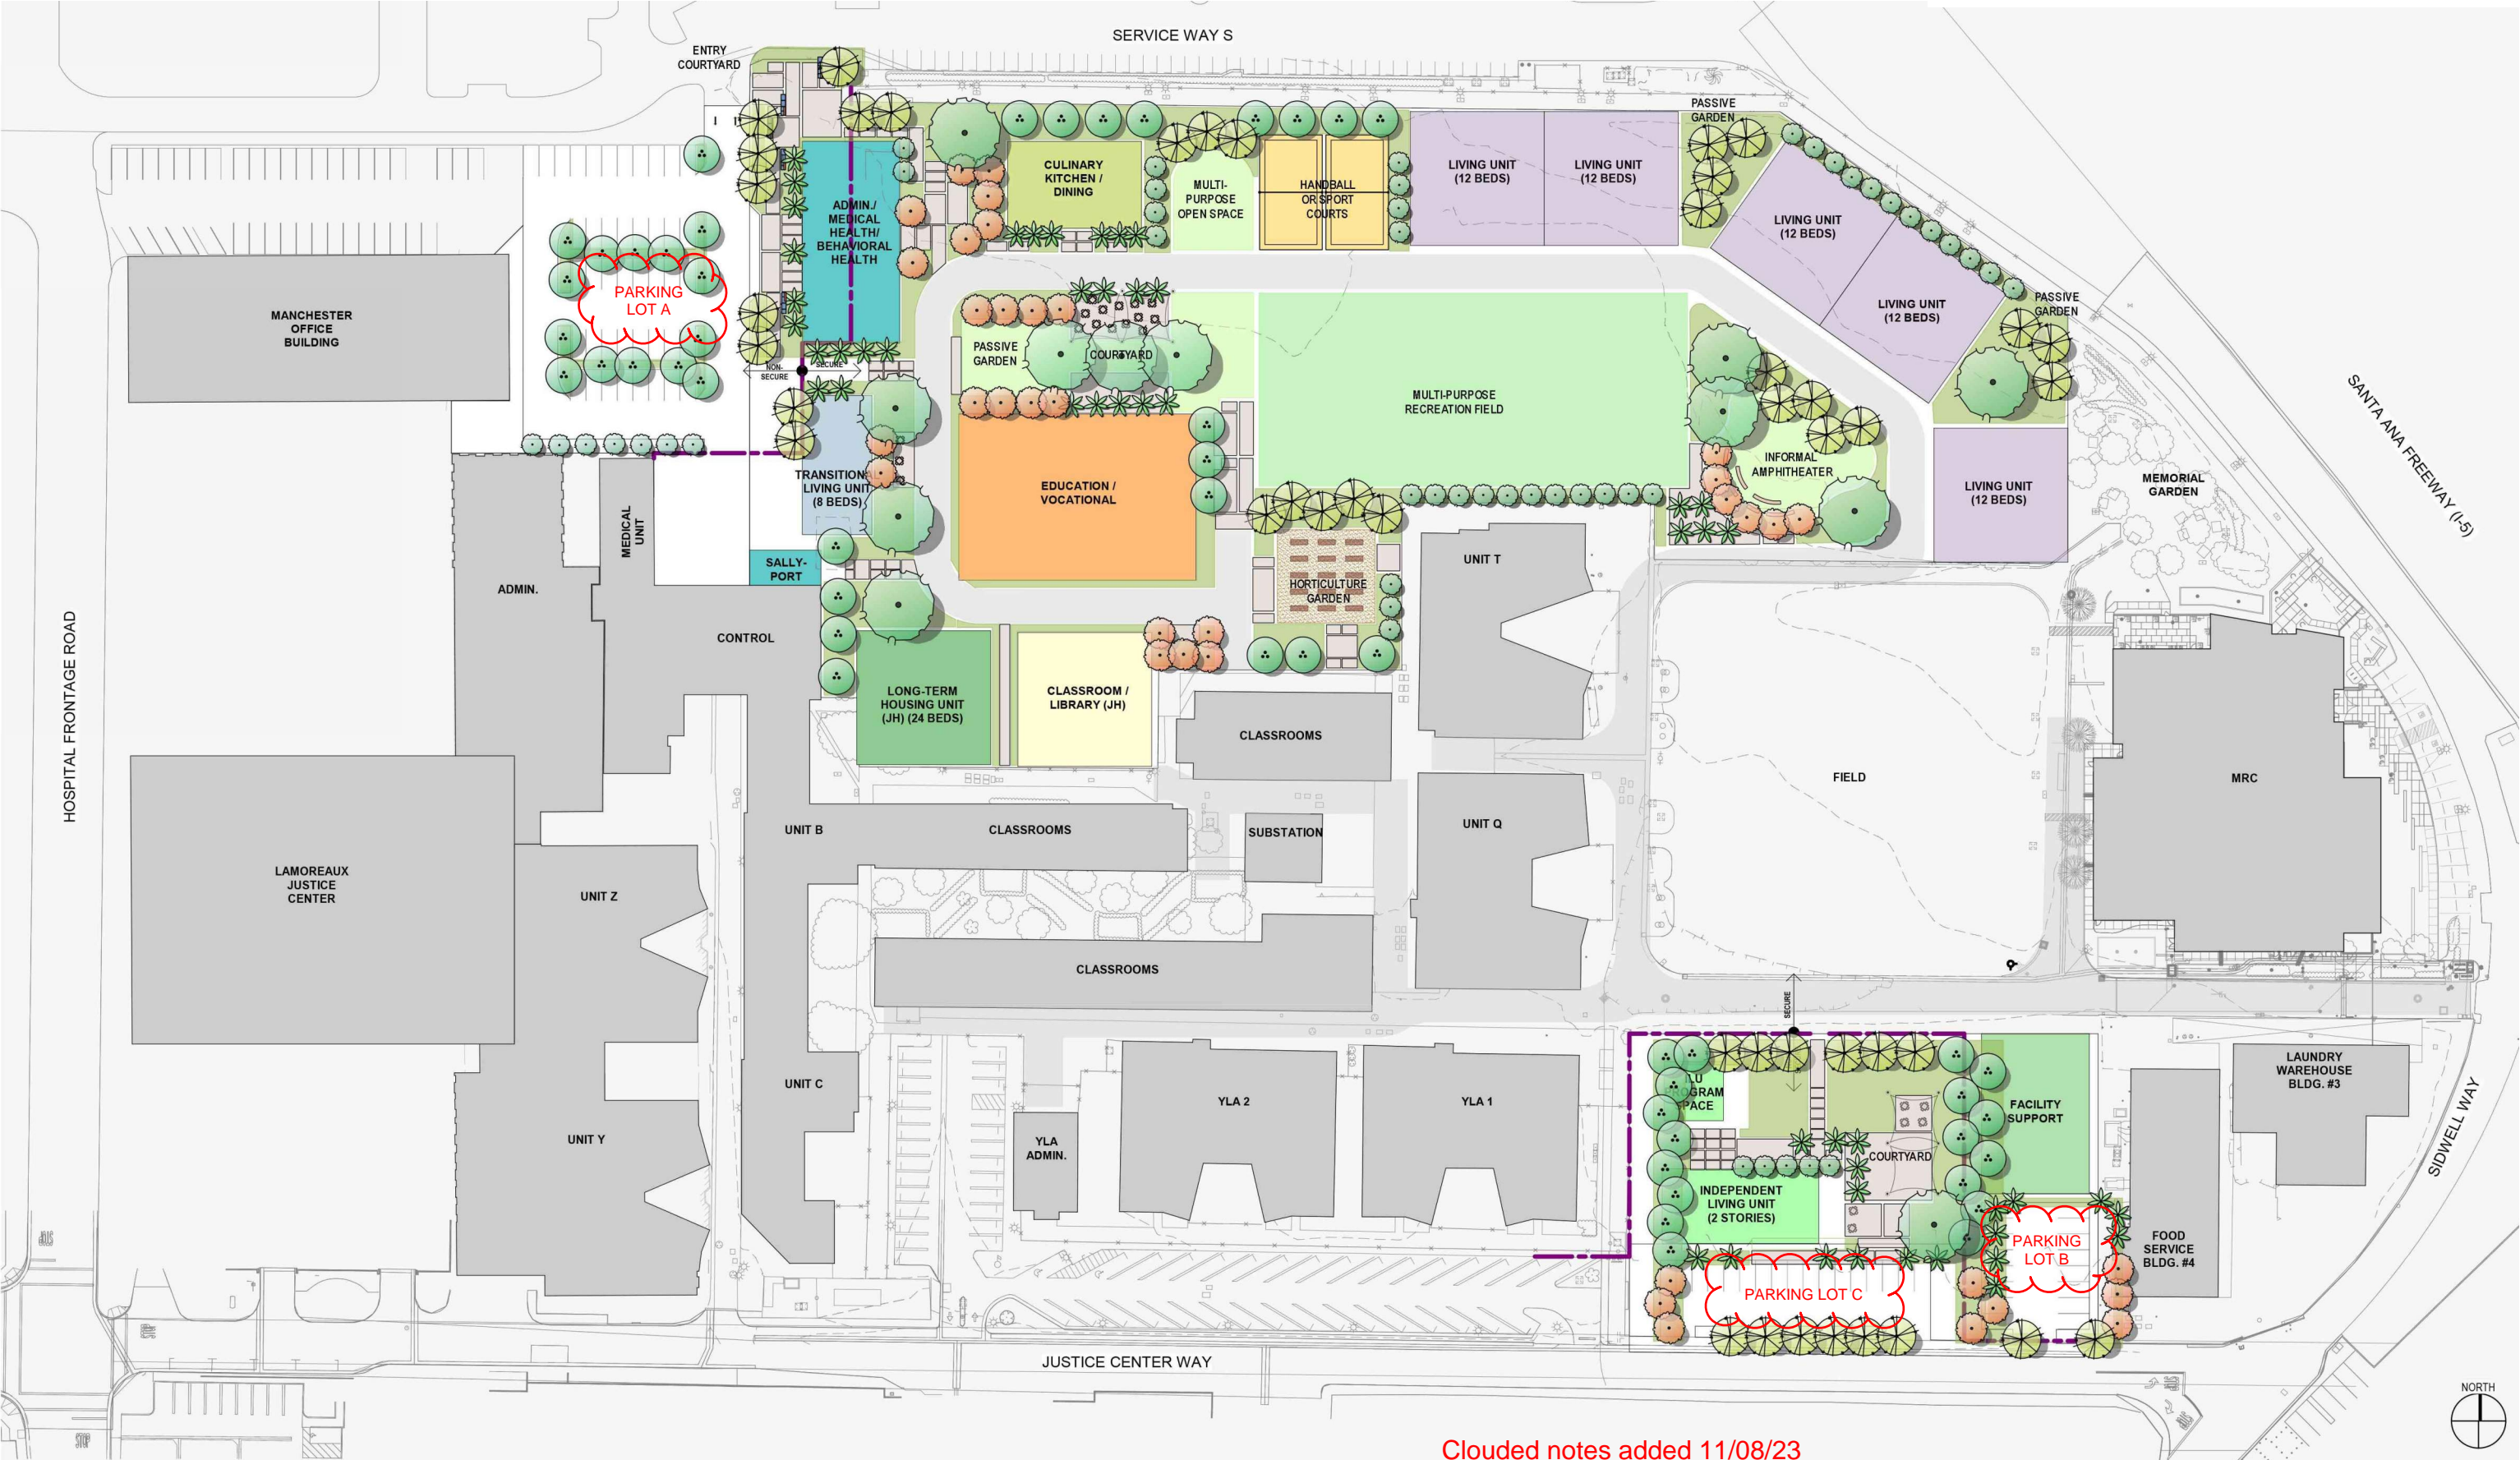 SERVICE WAY S
ENTRY
COURTYARD
PASSIVE
GARDEN
CULINARY
KITCHEN /
DINING
MULTI-
PURPOSE
OPEN SPACE
HANDBALL
OR SPORT
COURTS
LIVING UNIT
(12 BEDS)
LIVING UNIT
(12 BEDS)
LIVING UNIT
(12 BEDS)
LIVING UNIT
(12 BEDS)
PASSIVE
GARDEN
ADMIN./
MEDICAL
HEALTH/
BEHAVIORAL
HEALTH
PARKING
LOT A
MANCHESTER
OFFICE
BUILDING
PASSIVE
GARDEN
COURTYARD
NON-
SECURE
SECURE
MULTI-PURPOSE
RECREATION FIELD
SANTA ANA FREEWAY (I-5)
INFORMAL
AMPHITHEATER
LIVING UNIT
(12 BEDS)
MEMORIAL
GARDEN
TRANSITIONAL
LIVING UNIT
(8 BEDS)
EDUCATION /
VOCATIONAL
MEDICAL
UNIT
SALLY-
PORT
ADMIN.
UNIT T
HORTICULTURE
GARDEN
HOSPITAL FRONTAGE ROAD
CONTROL
LONG-TERM
HOUSING UNIT
(JH) (24 BEDS)
CLASSROOM /
LIBRARY (JH)
CLASSROOMS
FIELD
MRC
UNIT B
CLASSROOMS
SUBSTATION
UNIT Q
LAMOREAUX
JUSTICE
CENTER
UNIT Z
CLASSROOMS
SECURE
UNIT C
UNIT Y
YLA
ADMIN.
YLA 2
YLA 1
PROGRAM
SPACE
FACILITY
SUPPORT
LAUNDRY
WAREHOUSE
BLDG. #3
SIDWELL WAY
COURTYARD
INDEPENDENT
LIVING UNIT
(2 STORIES)
PARKING
LOT B
FOOD
SERVICE
BLDG. #4
PARKING LOT C
JUSTICE CENTER WAY
NORTH
Clouded notes added 11/08/23